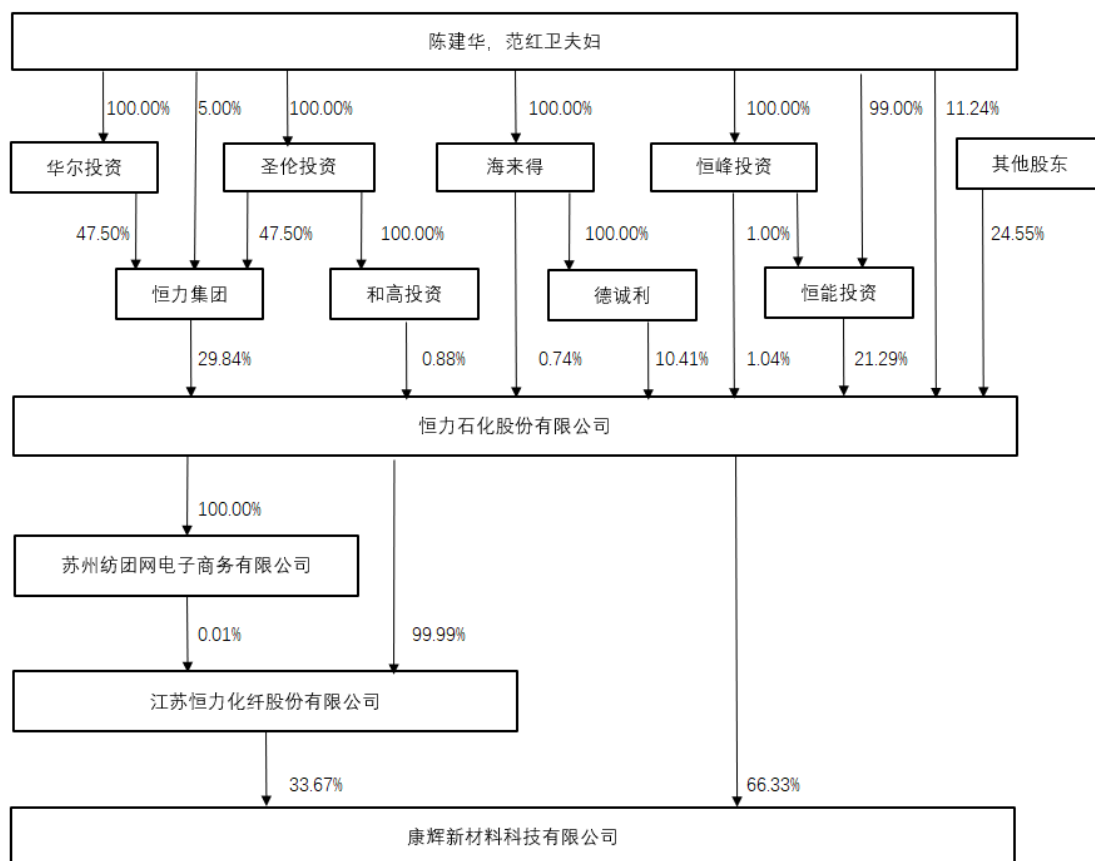 陈建华，范红卫夫妇
100.00%
5.00%
100.00%
100.00%
100.00%
99.00%
11.24%
华尔投资
圣伦投资
海来得
恒峰投资
其他股东
47.50%
47.50%
100.00%
100.00%
1.00%
24.55%
恒力集团
和高投资
德诚利
恒能投资
29.84%
0.88%
0.74%
10.41%
1.04%
21.29%
恒力石化股份有限公司
100.00%
苏州纺团网电子商务有限公司
0.01%
99.99%
江苏恒力化纤股份有限公司
33.67%
66.33%
康辉新材料科技有限公司